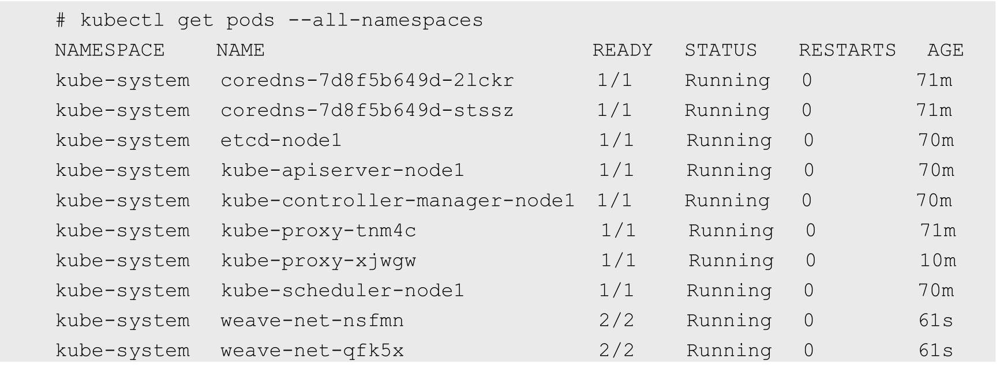 # kubectl get pods --all-namespaces
NAMESPACE NAME READY STATUS RESTARTS AGE
kube-system coredns-7d8f5b649d-2lckr 1/1 Running 0 71m
kube-system coredns-7d8f5b649d-stssz 1/1 Running 0 71m
kube-system etcd-node1 1/1 Running 0 70m
kube-system kube-apiserver-node1 1/1 Running 0 70m
kube-system kube-controller-manager-node1 1/1 Running 0 70m
kube-system kube-proxy-tnm4c 1/1 Running 0 71m
kube-system kube-proxy-xjwgw 1/1 Running 0 10m
kube-system kube-scheduler-node1 1/1 Running 0 70m
kube-system weave-net-nsfmn 2/2 Running 0 61s
kube-system weave-net-qfk5x 2/2 Running 0 61s